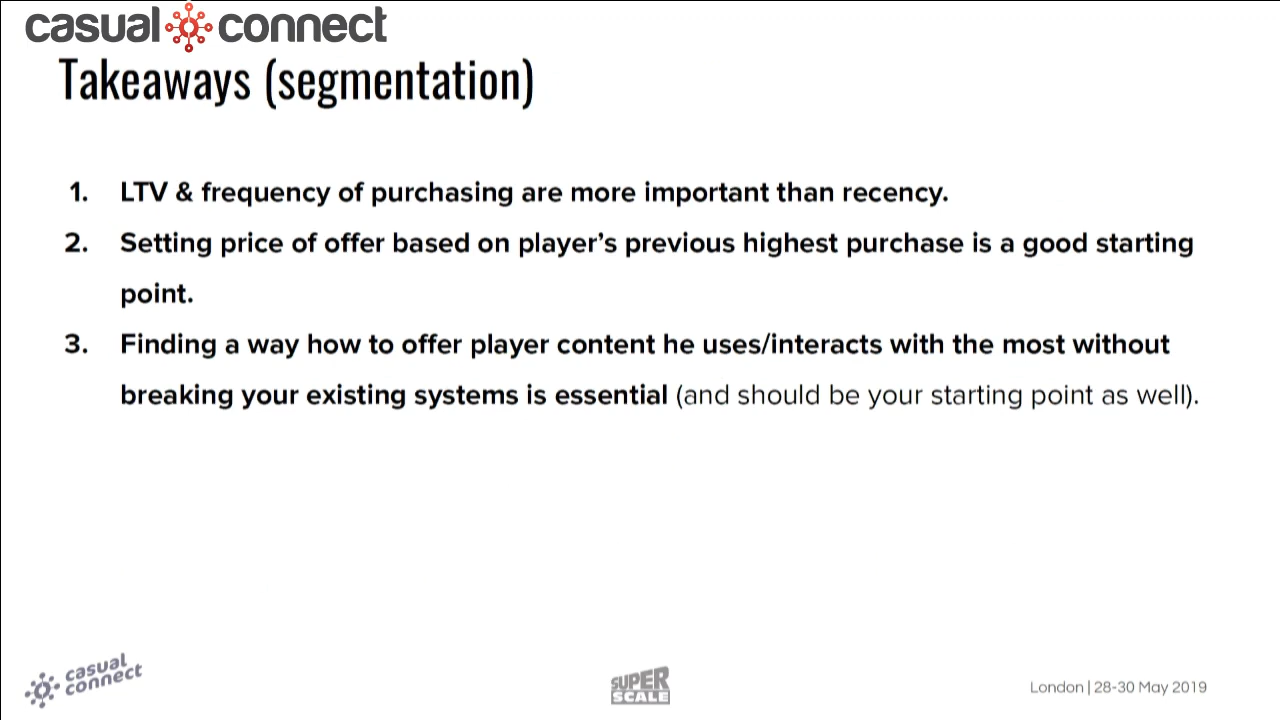 casual connect
Takeaways (segmentation)
1. LTV & frequency of purchasing are more important than recency.
2. Setting price of offer based on player's previous highest purchase is a good starting
point.
3. Finding a way how to offer player content he uses/interacts with the most without
breaking your existing systems is essential (and should be your starting point as well).
casual
connect
SUPER
SCALE
London | 28-30 May 2019